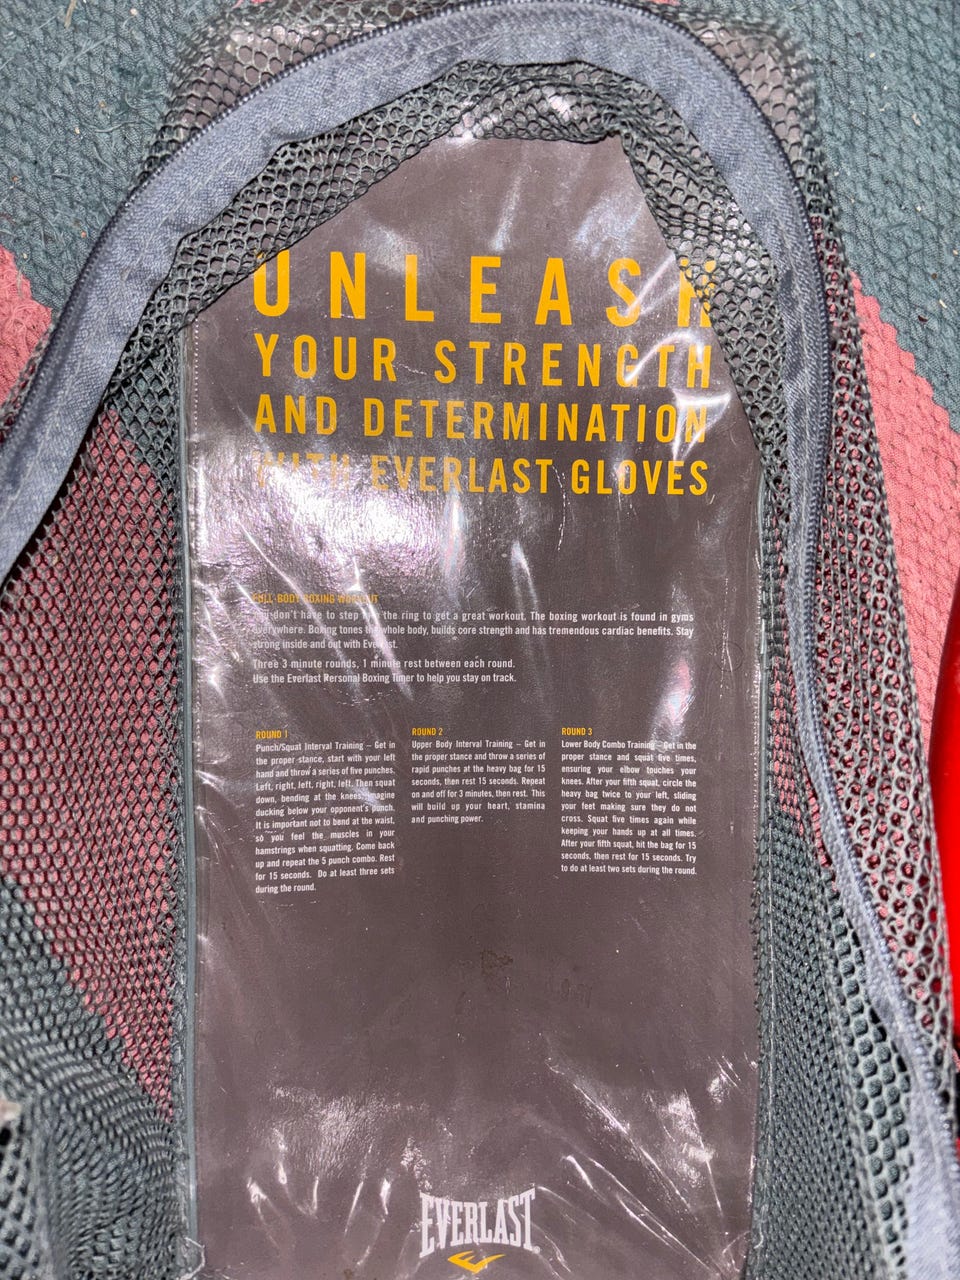 UNLEASH
YOUR STRENGTH
AND DETERMINATION
WITH EVERLAST GLOVES
FULL-BODY BOXING WORKOUT
You don't have to step into the ring to get a great workout. The boxing workout is found in gyms
everywhere. Boxing tones the whole body, builds core strength and has tremendous cardiac benefits. Stay
strong inside and out with Everlast.
Three 3 minute rounds, 1 minute rest between each round.
Use the Everlast Personal Boxing Timer to help you stay on track.
ROUND 1
Punch/Squat Interval Training – Get in
the proper stance, start with your left
hand and throw a series of five punches.
Left, right, left, right, left. Then squat
down, bending at the knees. Imagine
ducking below your opponent's punch.
It is important not to bend at the waist,
so you feel the muscles in your
hamstrings when squatting. Come back
up and repeat the 5 punch combo. Rest
for 15 seconds. Do at least three sets
during the round.
ROUND 2
Upper Body Interval Training – Get in
the proper stance and throw a series of
rapid punches at the heavy bag for 15
seconds, then rest 15 seconds. Repeat
on and off for 3 minutes, then rest. This
will build up your heart, stamina
and punching power.
ROUND 3
Lower Body Combo Training – Get in the
proper stance and squat five times,
ensuring your elbow touches your
knees. After your fifth squat, circle the
heavy bag twice to your left, sliding
your feet making sure they do not
cross. Squat five times again while
keeping your hands up at all times.
After your fifth squat, hit the bag for 15
seconds, then rest for 15 seconds. Try
to do at least two sets during the round.
EVERLAST